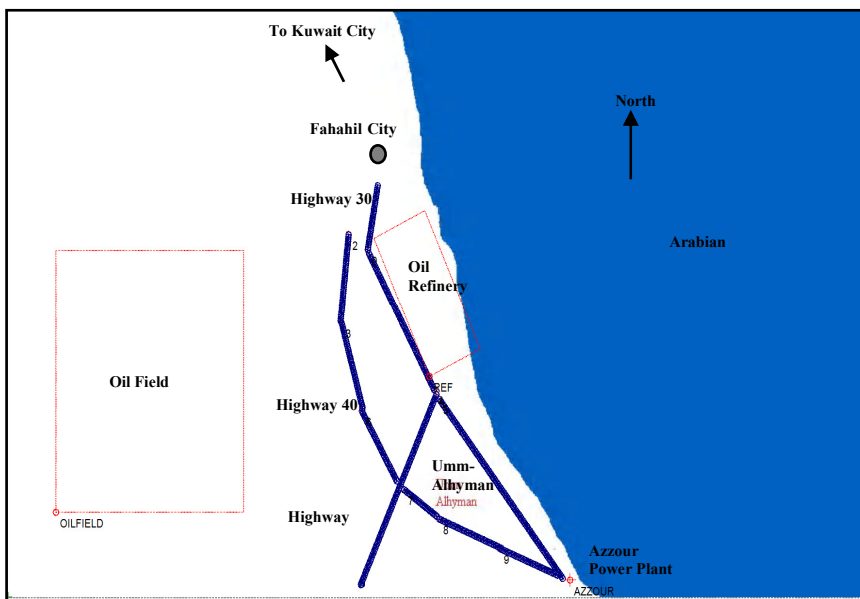 To Kuwait City
North
Fahahil City
Highway 30
2
Arabian
Oil
Refinery
3
Oil Field
REF
Highway 40
Umm-
Alhyman
Alhyman
7
Highway
8
OILFIELD
9
Azzour
Power Plant
AZZOUR